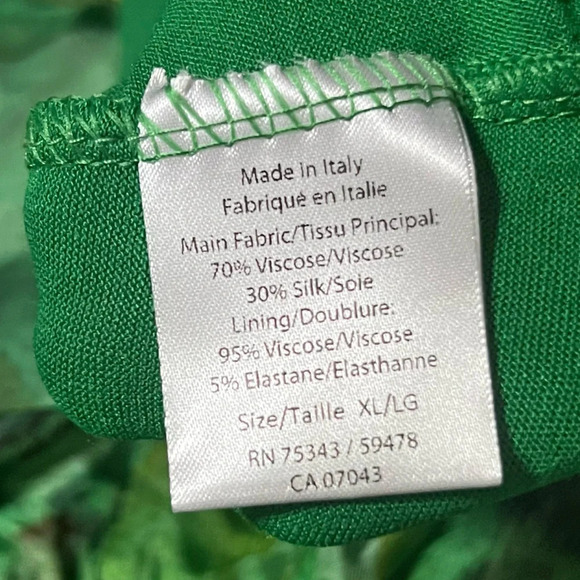 Made in Italy
Fabriqué en Italie
Main Fabric/Tissu Principal:
70% Viscose/Viscose
30% Silk/Soie
Lining/Doublure:
95% Viscose/Viscose
5% Elastane/Elasthanne
Size/Taille XL/LG
RN 75343 / 59478
CA 07043